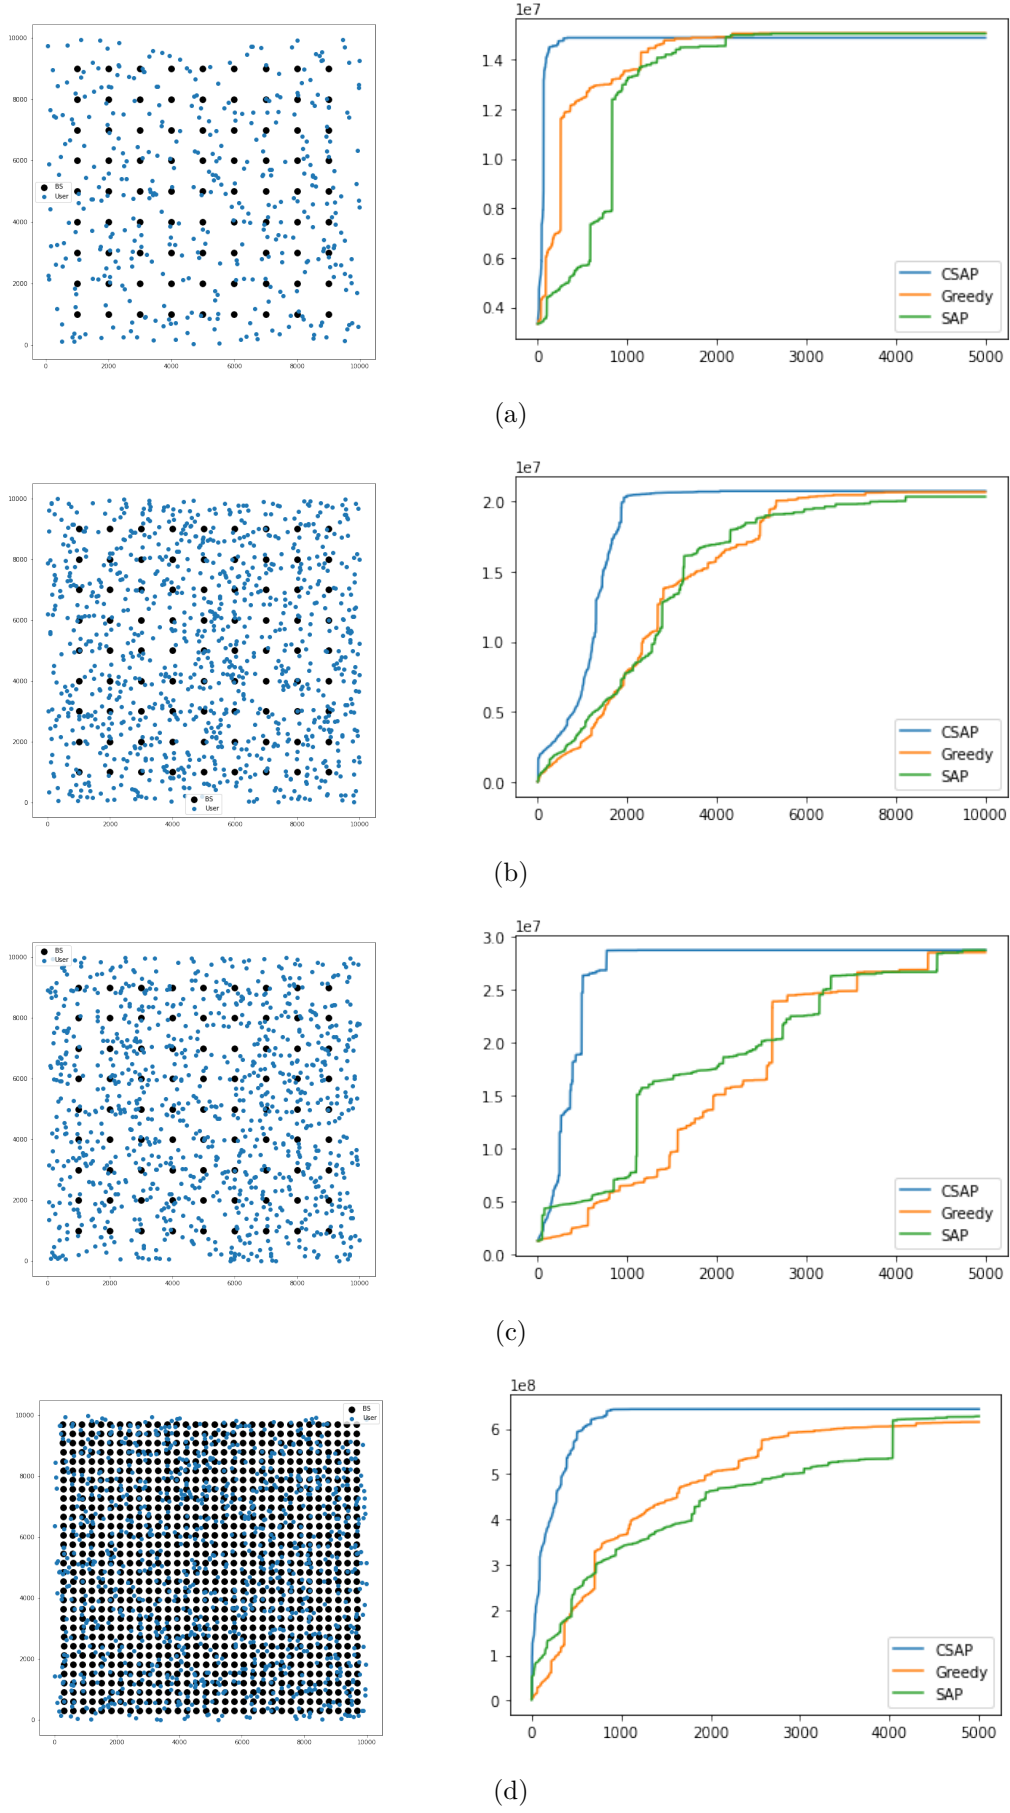 1e7
10000
8000
6000
4000
2000
0
BS
User
0 2000 4000 6000 8000 10000
1.4
1.2
1.0
0.8
0.6
0.4
CSAP
Greedy
SAP
0 1000 2000 3000 4000 5000
(a)
1e7
10000
8000
6000
4000
2000
0
BS
User
0 2000 4000 6000 8000 10000
2.0
1.5
1.0
0.5
0.0
CSAP
Greedy
SAP
0 2000 4000 6000 8000 10000
(b)
1e7
10000
8000
6000
4000
2000
0
BS
User
0 2000 4000 6000 8000 10000
3.0
2.5
2.0
1.5
1.0
0.5
0.0
CSAP
Greedy
SAP
0 1000 2000 3000 4000 5000
(c)
1e8
10000
8000
6000
4000
2000
0
BS
User
0 2000 4000 6000 8000 10000
6
5
4
3
2
1
0
CSAP
Greedy
SAP
0 1000 2000 3000 4000 5000
(d)